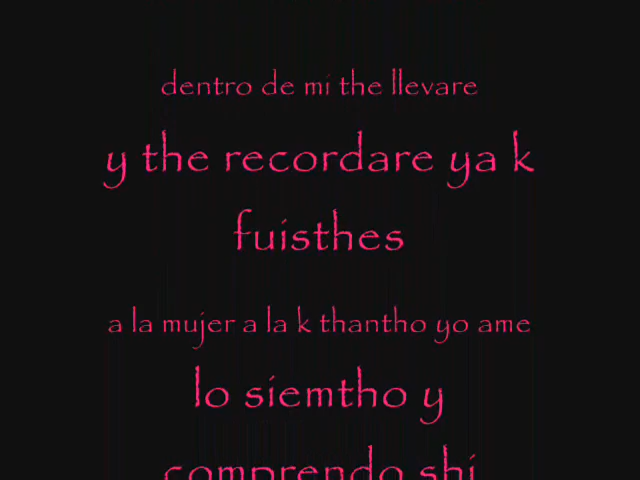 dentro de mi the llevare
y the recordare ya k
fuisthes
a la mujer a la k thantho yo ame
lo siemtho y
comprendo shi